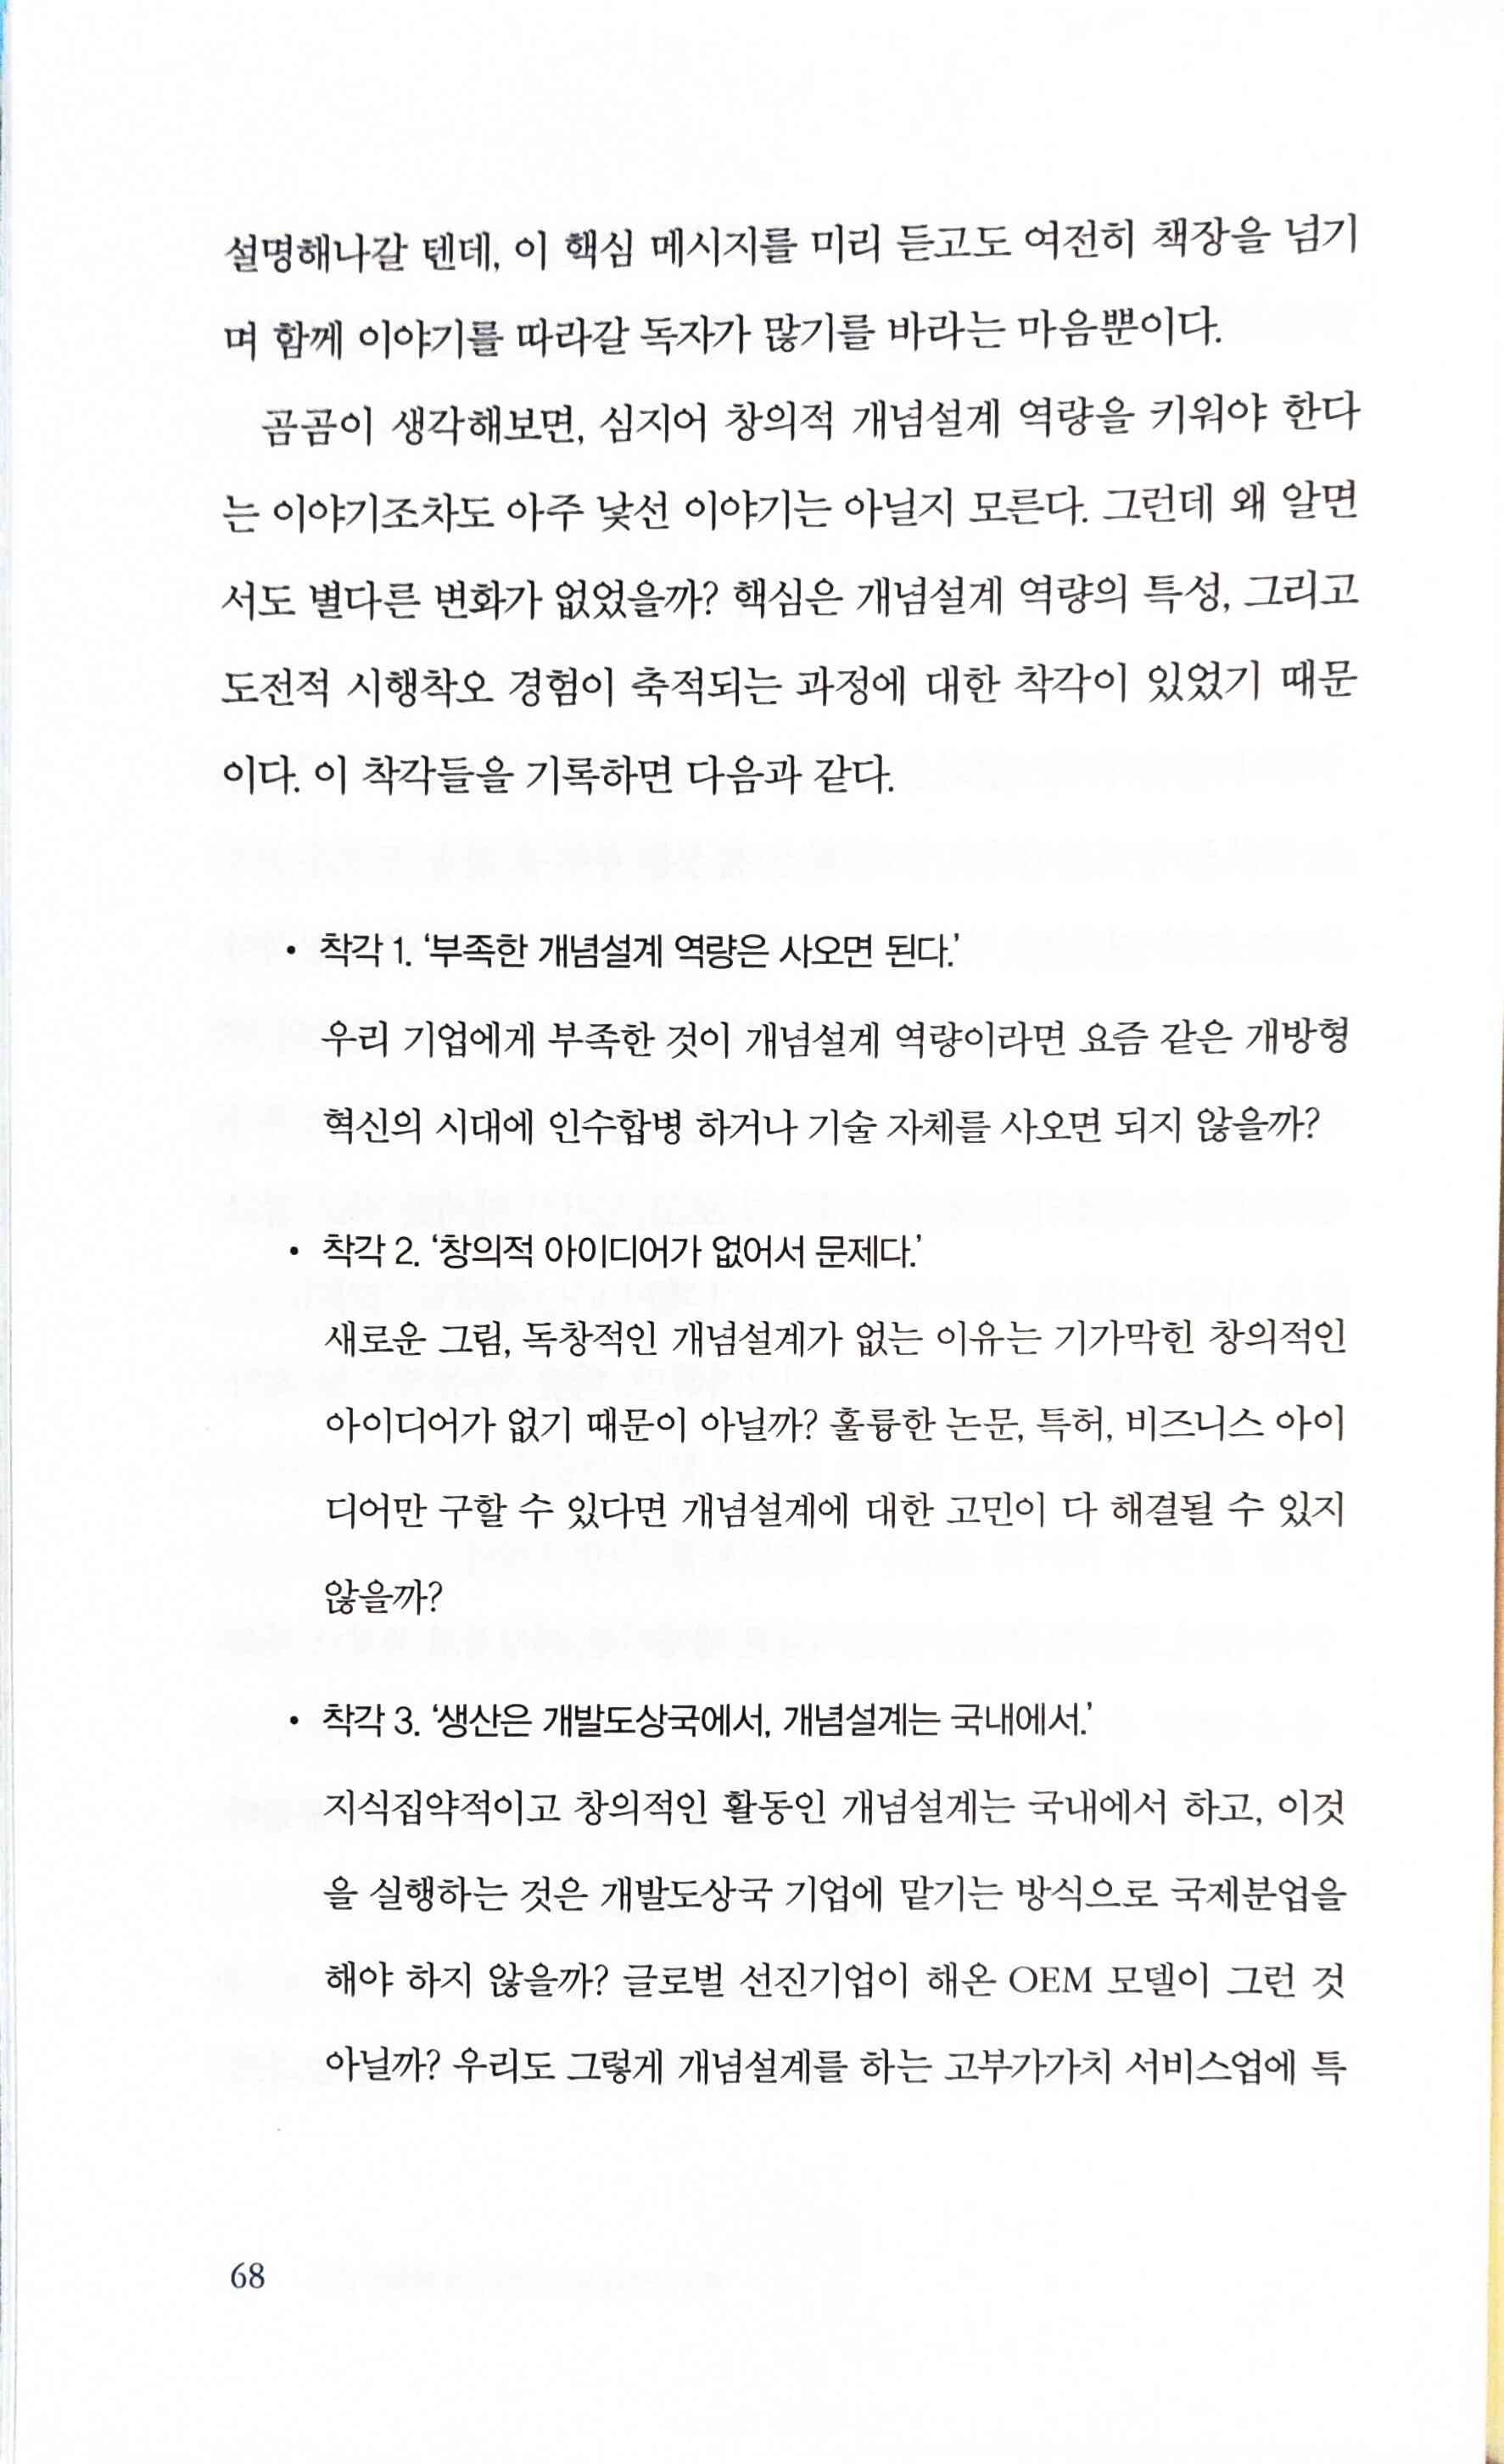 설명해나갈 텐데, 이 핵심 메시지를 미리 듣고도 여전히 책장을 넘기
며 함께 이야기를 따라갈 독자가 많기를 바라는 마음뿐이다.
곰곰이 생각해보면, 심지어 창의적 개념설계 역량을 키워야 한다
는 이야기조차도 아주 낯선 이야기는 아닐지 모른다. 그런데 왜 알면
서도 별다른 변화가 없었을까? 핵심은 개념설계 역량의 특성, 그리고
도전적 시행착오 경험이 축적되는 과정에 대한 착각이 있었기 때문
이다. 이 착각들을 기록하면 다음과 같다.
• 착각 1. ‘부족한 개념설계 역량은 사오면 된다.’
우리 기업에게 부족한 것이 개념설계 역량이라면 요즘 같은 개방형
혁신의 시대에 인수합병 하거나 기술 자체를 사오면 되지 않을까?
• 착각 2. ‘창의적 아이디어가 없어서 문제다.’
새로운 그림, 독창적인 개념설계가 없는 이유는 기가막힌 창의적인
아이디어가 없기 때문이 아닐까? 훌륭한 논문, 특허, 비즈니스 아이
디어만 구할 수 있다면 개념설계에 대한 고민이 다 해결될 수 있지
않을까?
• 착각 3. ‘생산은 개발도상국에서, 개념설계는 국내에서.’
지식집약적이고 창의적인 활동인 개념설계는 국내에서 하고, 이것
을 실행하는 것은 개발도상국 기업에 맡기는 방식으로 국제분업을
해야 하지 않을까? 글로벌 선진기업이 해온 OEM 모델이 그런 것
아닐까? 우리도 그렇게 개념설계를 하는 고부가가치 서비스업에 특
68